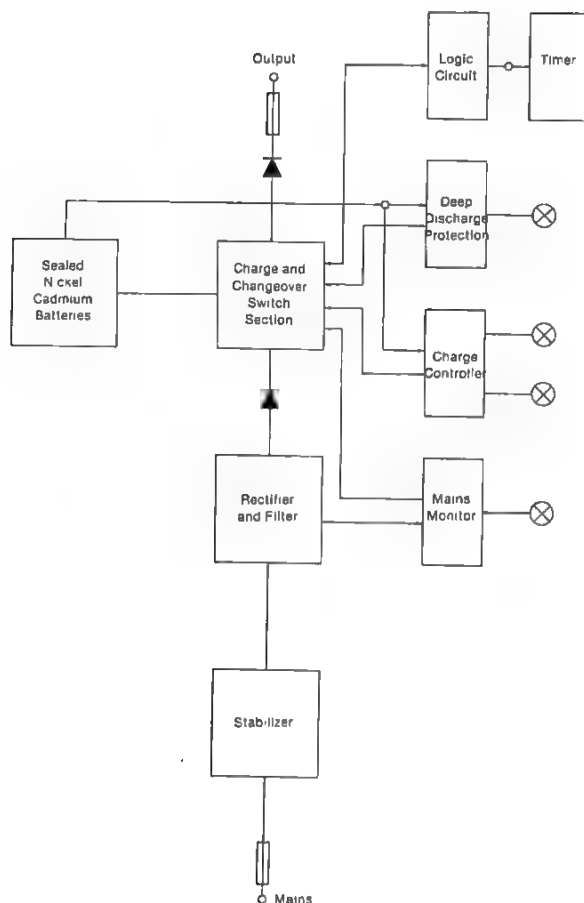 Output
Logic
Circuit
Timer
Deep
Discharge
Protection
Sealed
Nickel
Cadmium
Batteries
Charge and
Changeover
Switch
Section
Charge
Controller
Rectifier
and Filter
Mains
Monitor
Stabilizer
Mains